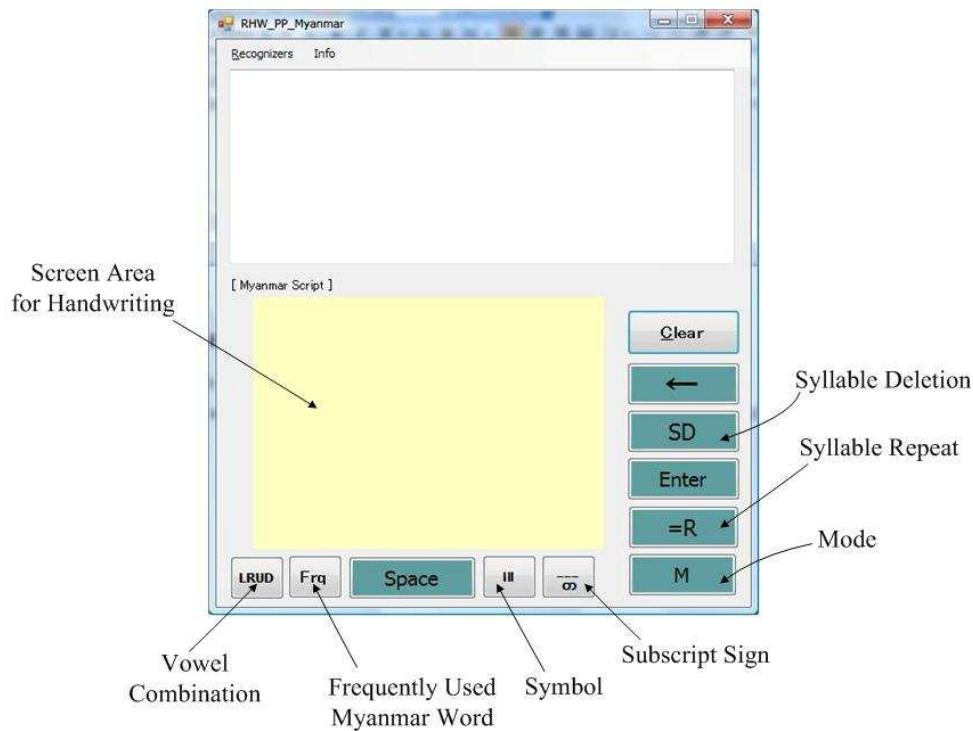 RHW_PP_Myanmar
Recognizers Info
[ Myanmar Script ]
Screen Area
for Handwriting
Clear
←
Syllable Deletion
SD
Enter
Syllable Repeat
=R
Mode
M
LRUD Frq Space ။
Vowel
Combination
Frequently Used
Myanmar Word
Symbol
Subscript Sign